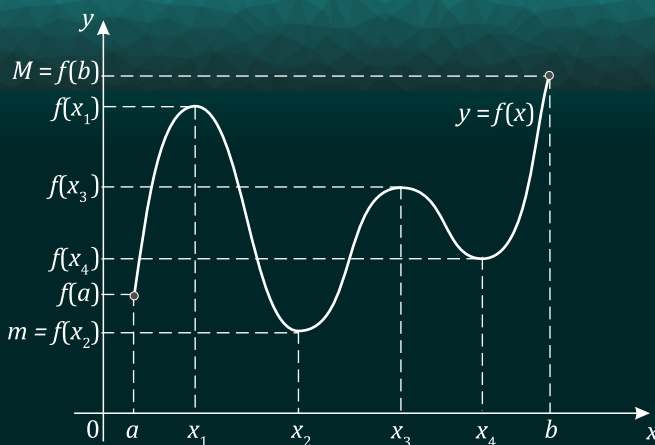 y
M = f(b)
f(x₁)
y = f(x)
f(x₃)
f(x₄)
f(a)
m = f(x₂)
0 a x₁ x₂ x₃ x₄ b x